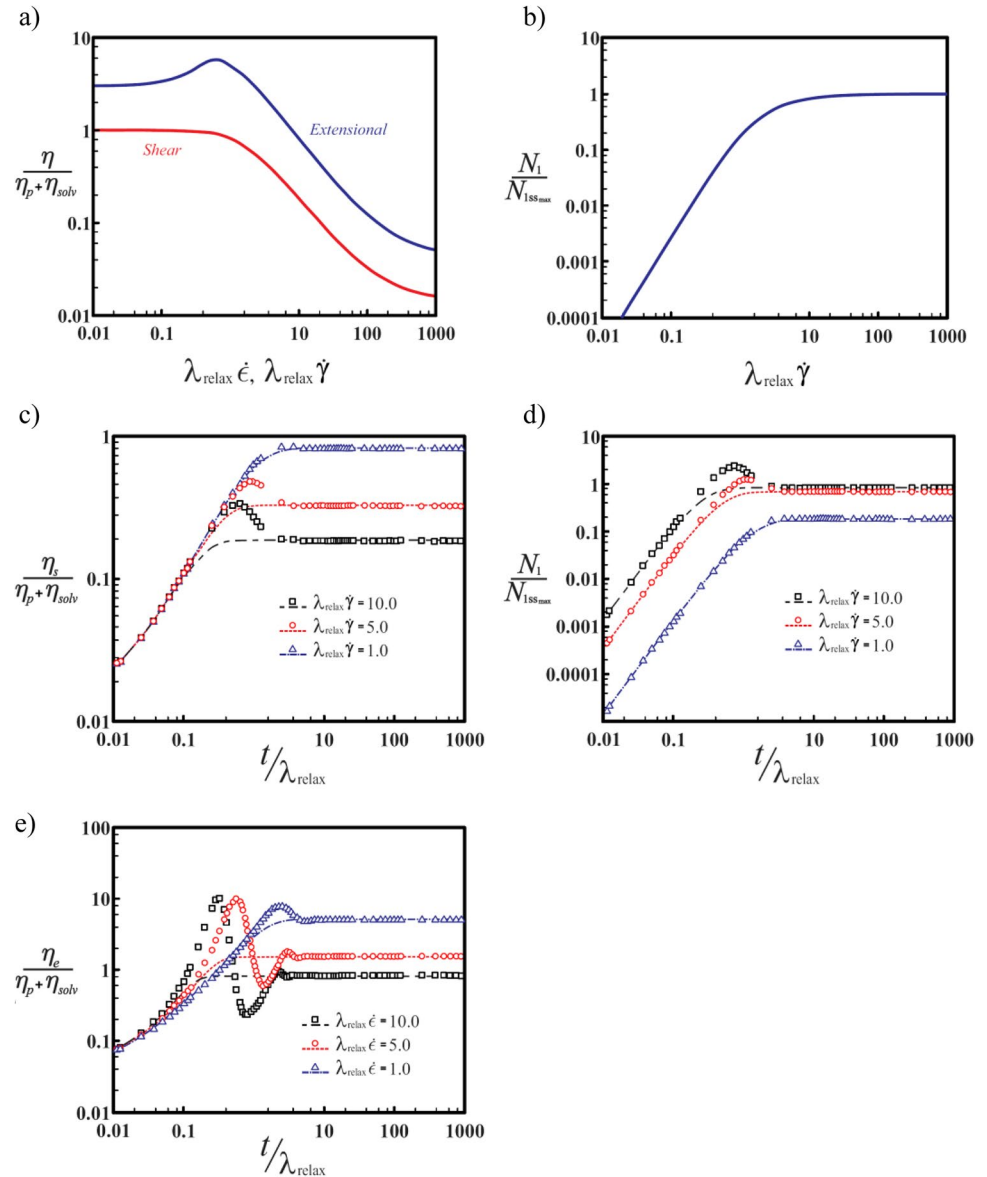 a)
10
1
0.1
0.01
η
ηp + ηsolv
Extensional
Shear
0.01 0.1 10 100 1000
λrelax ε̇, λrelax γ̇
b)
10
1
0.1
0.01
0.001
0.0001
N1
N1ssmax
0.01 0.1 10 100 1000
λrelax γ̇
c)
1
0.1
0.01
ηs
ηp + ηsolv
λrelax γ̇ = 10.0
λrelax γ̇ = 5.0
λrelax γ̇ = 1.0
0.01 0.1 10 100 1000
t/λrelax
d)
10
1
0.1
0.01
0.001
0.0001
N1
N1ssmax
λrelax γ̇ = 10.0
λrelax γ̇ = 5.0
λrelax γ̇ = 1.0
0.01 0.1 10 100 1000
t/λrelax
e)
100
10
1
0.1
0.01
ηe
ηp + ηsolv
λrelax ε̇ = 10.0
λrelax ε̇ = 5.0
λrelax ε̇ = 1.0
0.01 0.1 10 100 1000
t/λrelax